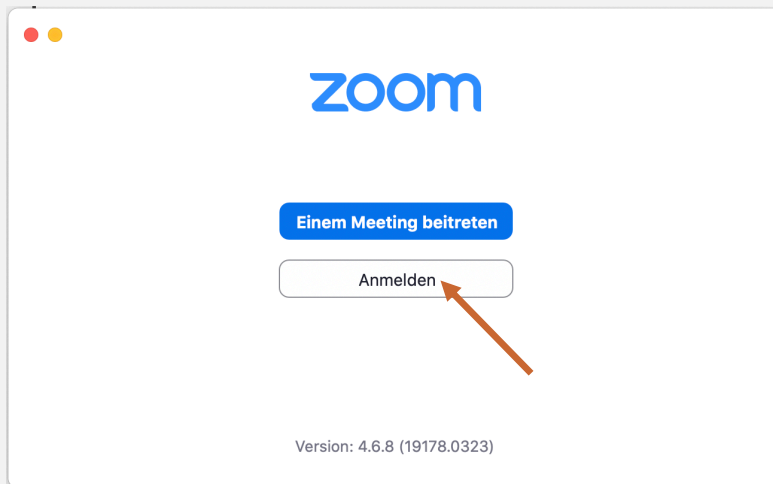 zoom
Einem Meeting beitreten
Anmelden
Version: 4.6.8 (19178.0323)